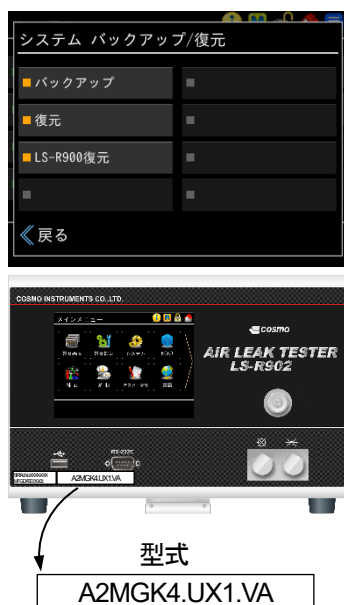 システム バックアップ/復元
バックアップ
復元
LS-R900復元
戻る
COSMO INSTRUMENTS CO.,LTD.
メインメニュー
COSMO
AIR LEAK TESTER
LS-R902
RS-232C
A2MGK4.UX1.VA
型式
A2MGK4.UX1.VA